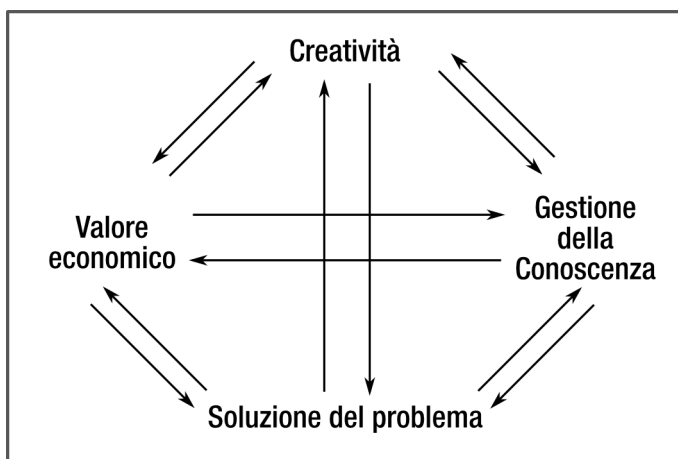 Creatività
Valore
economico
Gestione
della
Conoscenza
Soluzione del problema